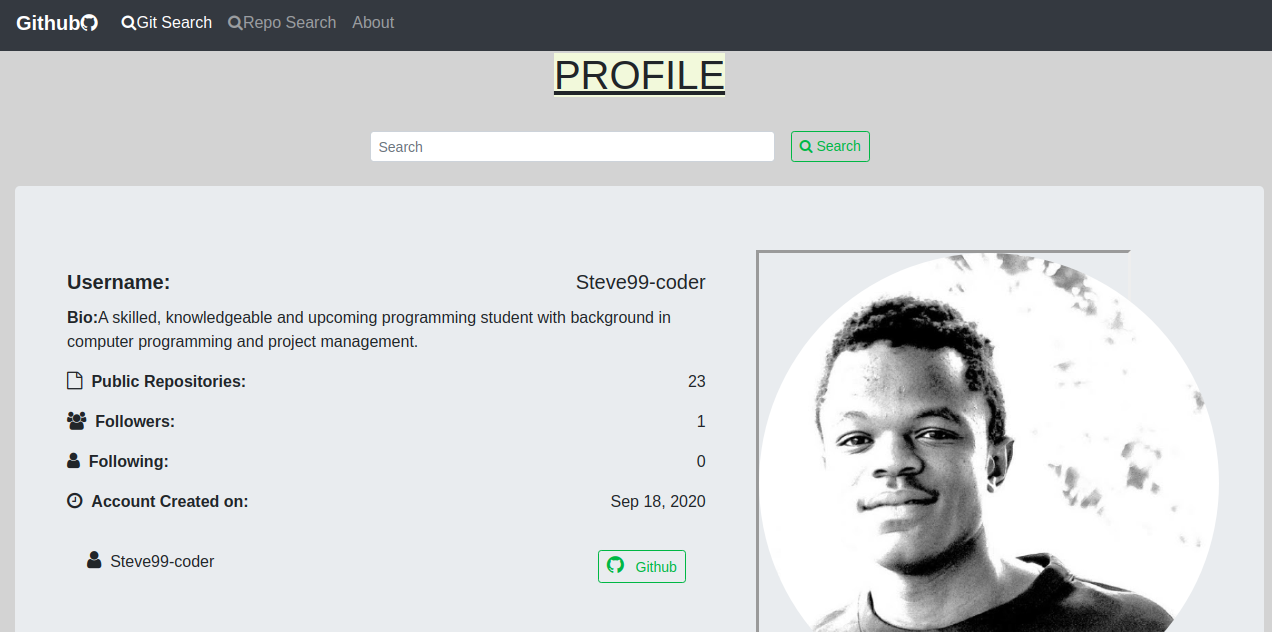 Github Git Search Repo Search About
PROFILE
Search Search
Username: Steve99-coder
Bio:A skilled, knowledgeable and upcoming programming student with background in
computer programming and project management.
Public Repositories: 23
Followers: 1
Following: 0
Account Created on: Sep 18, 2020
Steve99-coder Github